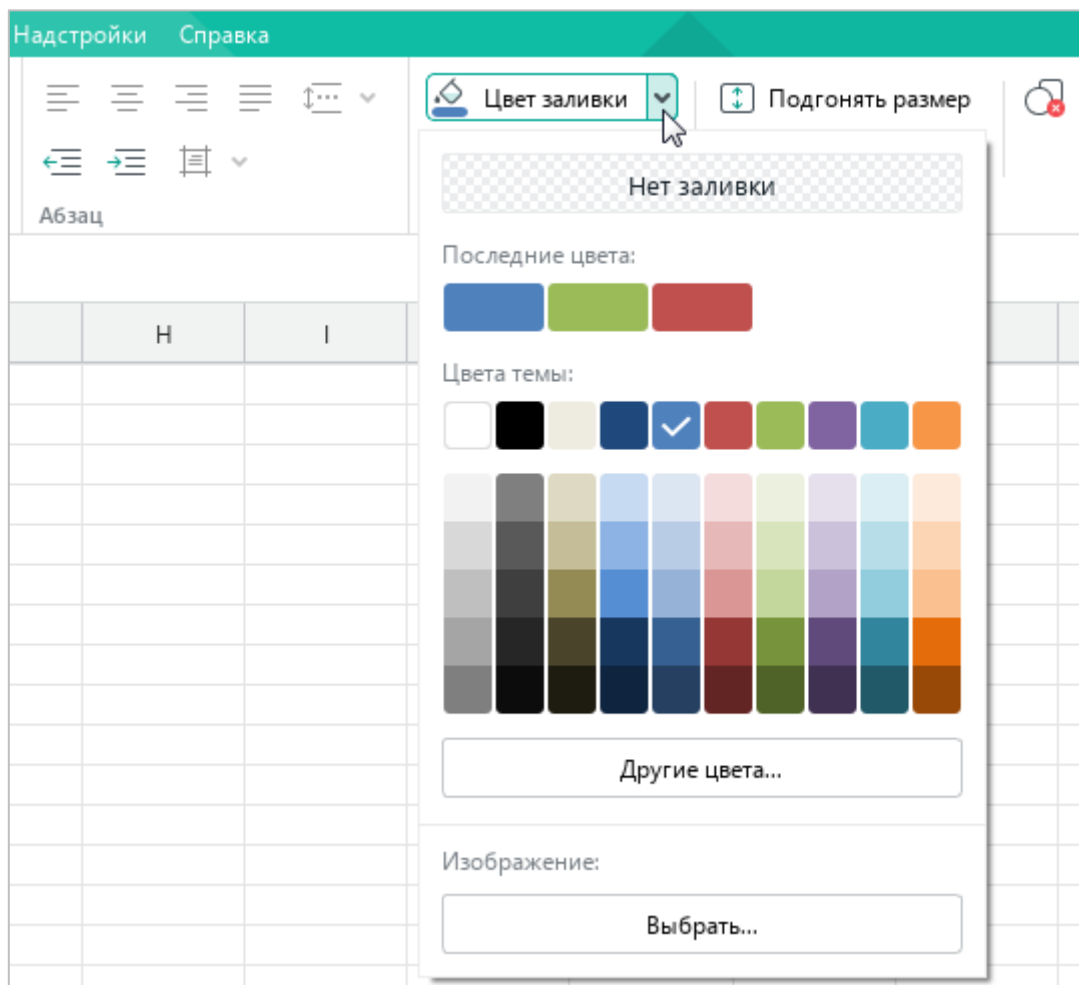 Надстройки Справка
Цвет заливки Подгонять размер
Абзац
Нет заливки
Последние цвета:
H I
Цвета темы:
Другие цвета...
Изображение:
Выбрать...